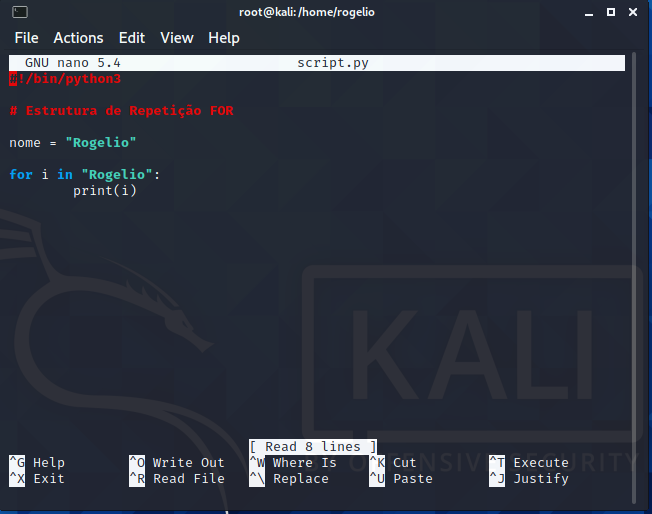 root@kali:/home/rogelio
File Actions Edit View Help
GNU nano 5.4 script.py
#!/bin/python3
# Estrutura de Repetição FOR
nome = "Rogelio"
for i in "Rogelio":
print(i)
KALI
[ Read 8 lines ]
^G Help ^O Write Out ^W Where Is ^K Cut ^T Execute
OFFENSIVE SECURITY
^X Exit ^R Read File ^\ Replace ^U Paste ^J Justify